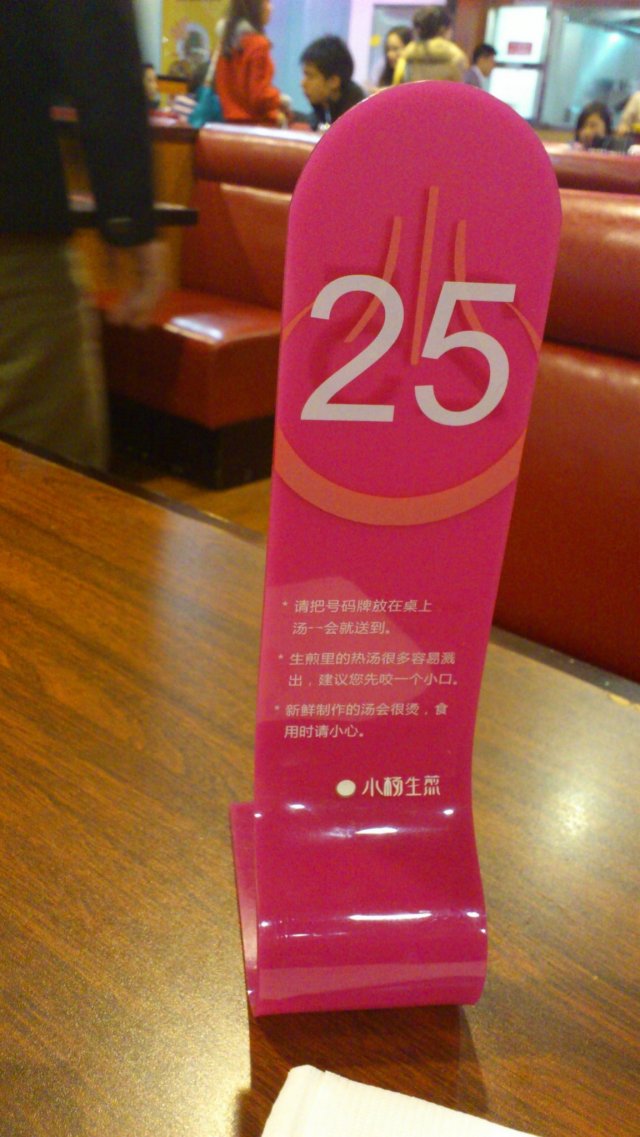 小
25
* 请把号码牌放在桌上
汤一会就送到。
* 生煎里的热汤很多容易溅
出，建议您先咬一个小口。
* 新鲜制作的汤会很烫，食
用时请小心。
小杨生煎